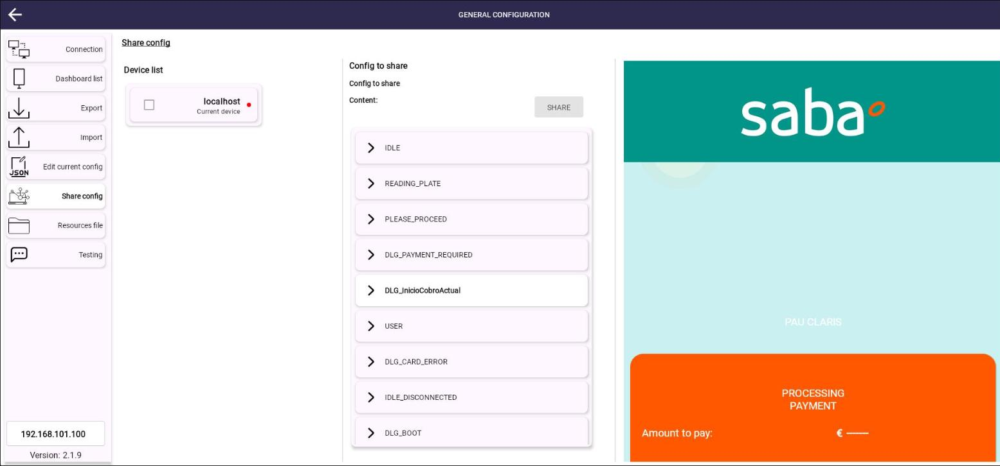 GENERAL CONFIGURATION
Connection
Dashboard list
Export
Import
JSON
Edit current config
Share config
Resources file
Testing
192.168.101.100
Version: 2.1.9
Share config
Device list
localhost
Current device
Config to share
Config to share
Content:
SHARE
IDLE
READING_PLATE
PLEASE_PROCEED
DLG_PAYMENT_REQUIRED
DLG_InicioCobroActual
USER
DLG_CARD_ERROR
IDLE_DISCONNECTED
DLG_BOOT
saba
PAU CLARIS
PROCESSING
PAYMENT
Amount to pay: € -----